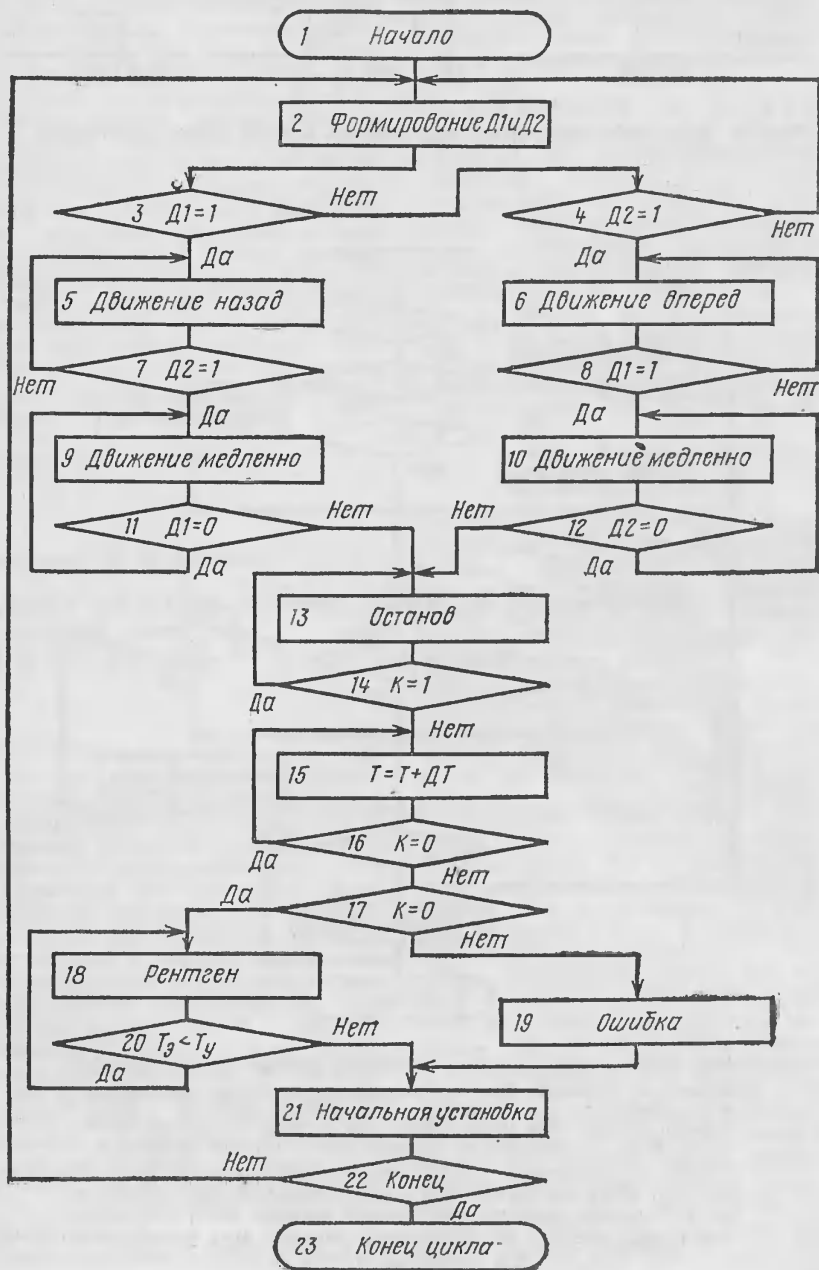 1 Начало
2 Формирование Д1 и Д2
3 Д1=1
Нет
4 Д2=1
Нет
Да
Да
5 Движение назад
6 Движение вперед
7 Д2=1
8 Д1=1
Нет
Нет
Да
Да
9 Движение медленно
10 Движение медленно
11 Д1=0
Нет
Нет
12 Д2=0
Да
Да
13 Останов
14 К=1
Да
Нет
15 Т=Т+ДТ
16 К=0
Да
Нет
Да
17 К=0
Нет
18 Рентген
19 Ошибка
20 Тэ<Ту
Нет
Да
21 Начальная установка
Нет
22 Конец
Да
23 Конец цикла